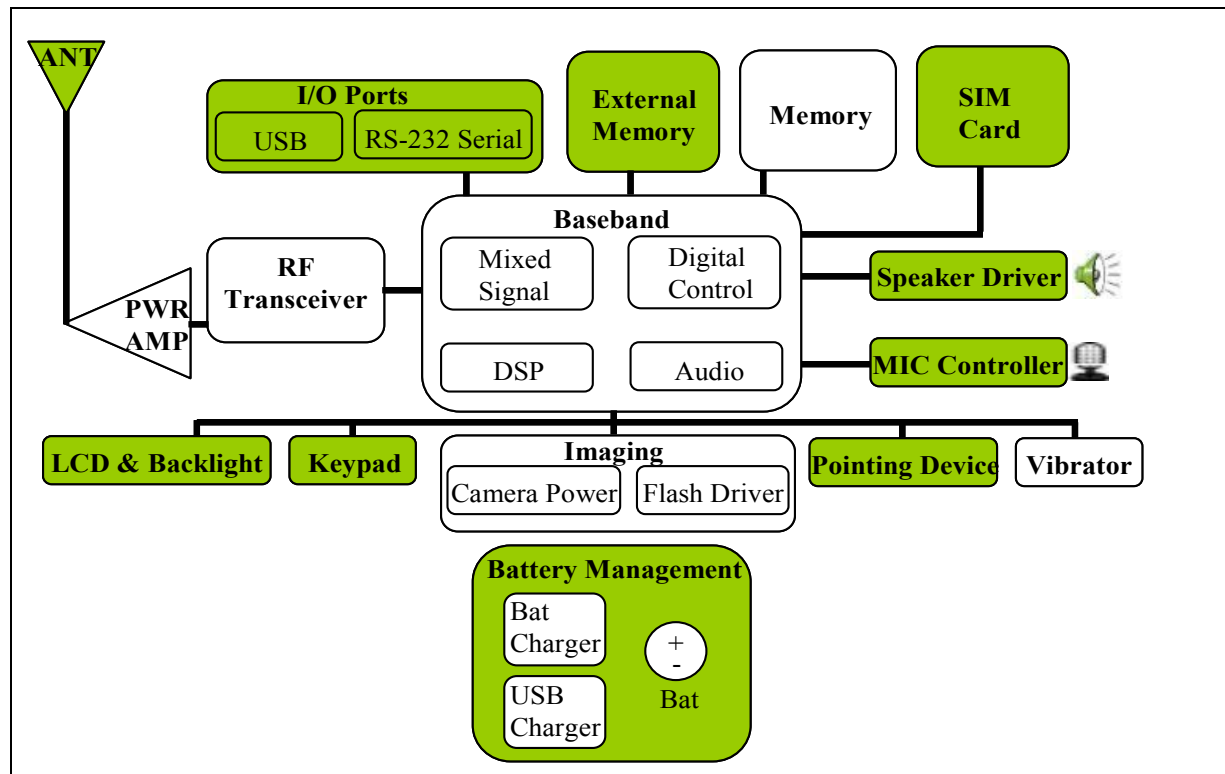 ANT
I/O Ports
USB
RS-232 Serial
External
Memory
Memory
SIM
Card
Baseband
Mixed
Signal
Digital
Control
DSP
Audio
RF
Transceiver
PWR
AMP
Speaker Driver
MIC Controller
LCD & Backlight
Keypad
Imaging
Camera Power
Flash Driver
Pointing Device
Vibrator
Battery Management
Bat
Charger
+
-
Bat
USB
Charger